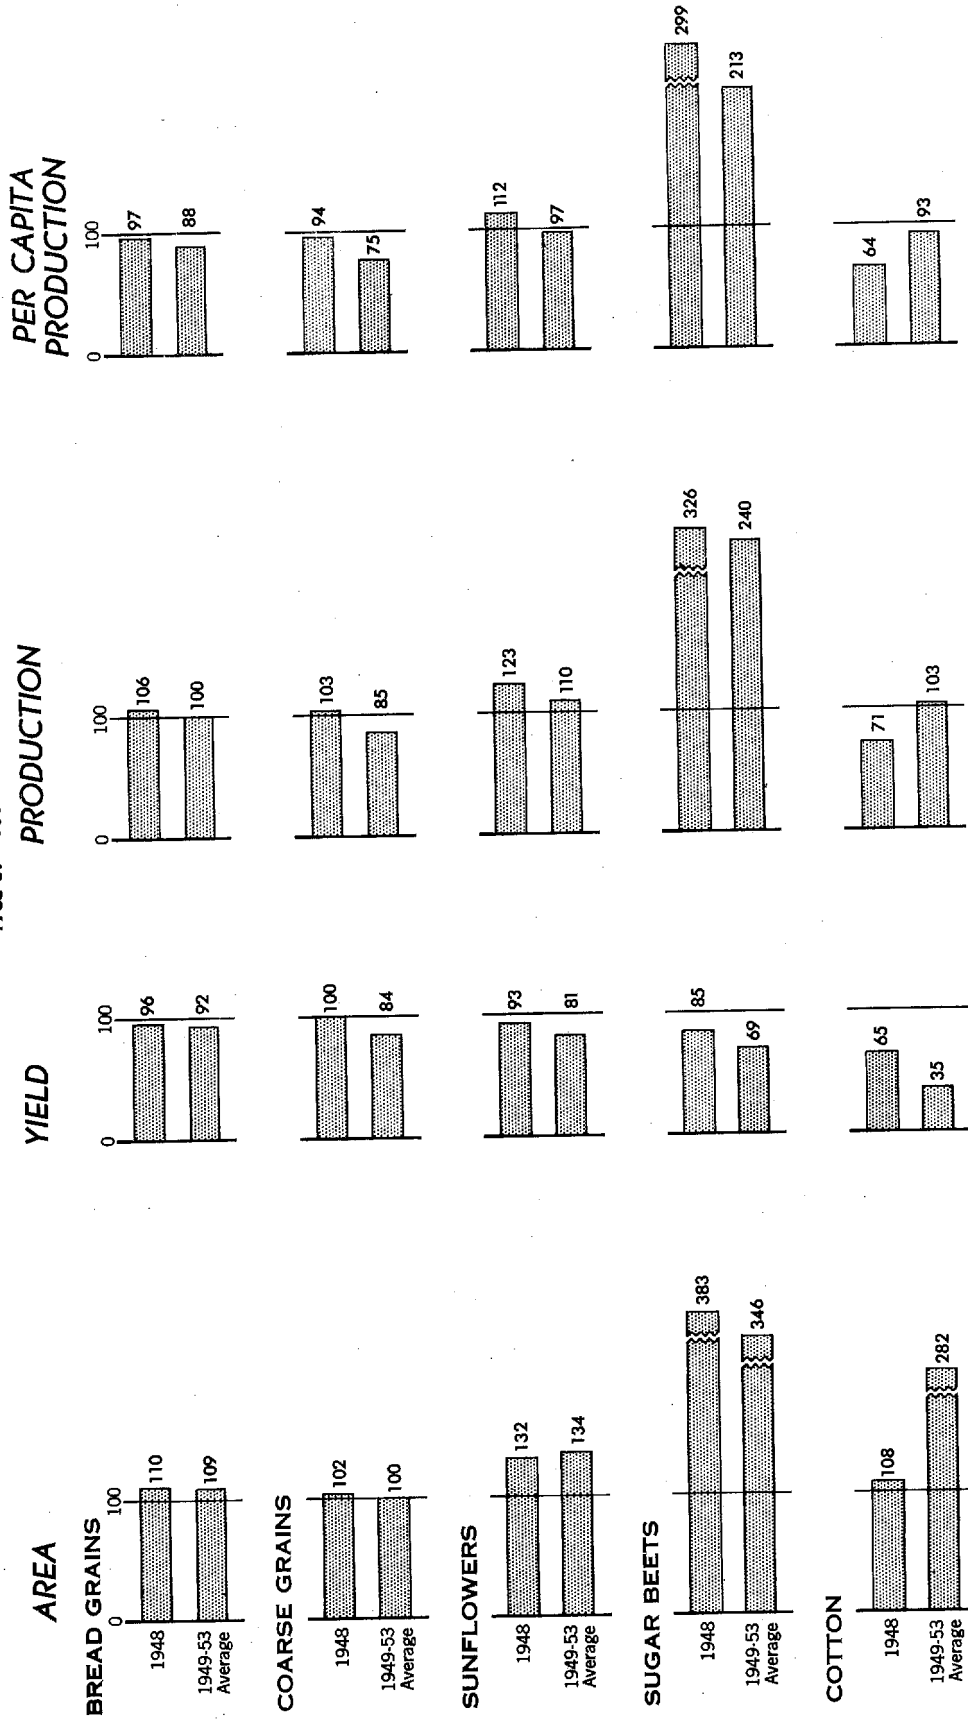 PER CAPITA
AREA YIELD PRODUCTION PRODUCTION
0 100 0 100 0 100 0 100
BREAD GRAINS
1948 110 96 106 97
1949-53 109 92 100 88
Average
COARSE GRAINS
1948 102 100 103 94
1949-53 100 84 85 75
Average
SUNFLOWERS
1948 132 93 123 112
1949-53 134 81 110 97
Average
SUGAR BEETS
1948 383 85 326 299
1949-53 346 69 240 213
Average
COTTON
1948 108 65 71 64
1949-53 282 35 103 93
Average